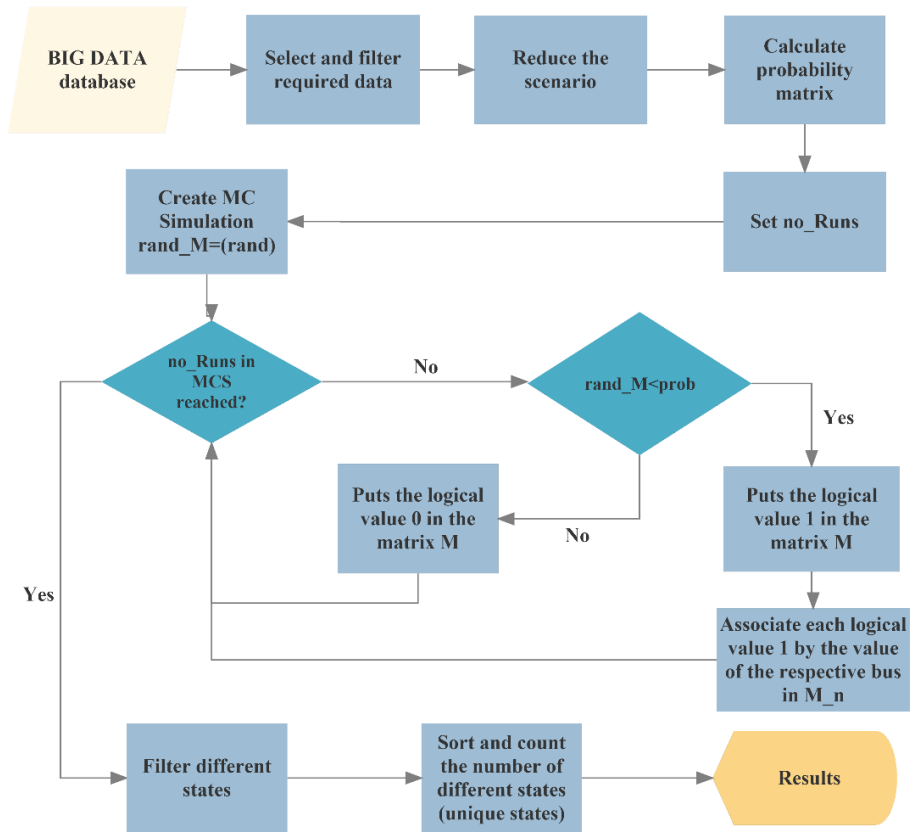 BIG DATA
database
Select and filter
required data
Reduce the
scenario
Calculate
probability
matrix
Create MC
Simulation
rand_M=(rand)
Set no_Runs
no_Runs in
MCS
reached?
No
rand_M<prob
Yes
Puts the logical
value 0 in the
matrix M
No
Puts the logical
value 1 in the
matrix M
Yes
Associate each logical
value 1 by the value
of the respective bus
in M_n
Filter different
states
Sort and count
the number of
different states
(unique states)
Results